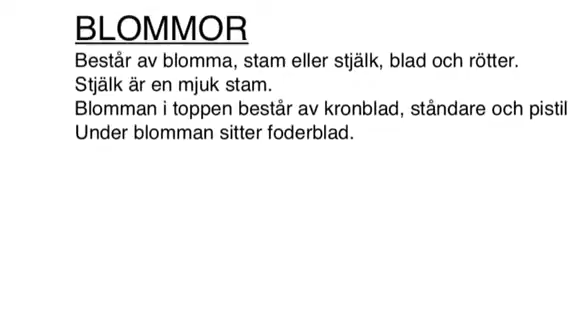 BLOMMOR
Består av blomma, stam eller stjälk, blad och rötter.
Stjälk är en mjuk stam.
Blomman i toppen består av kronblad, ståndare och pistil
Under blomman sitter foderblad.